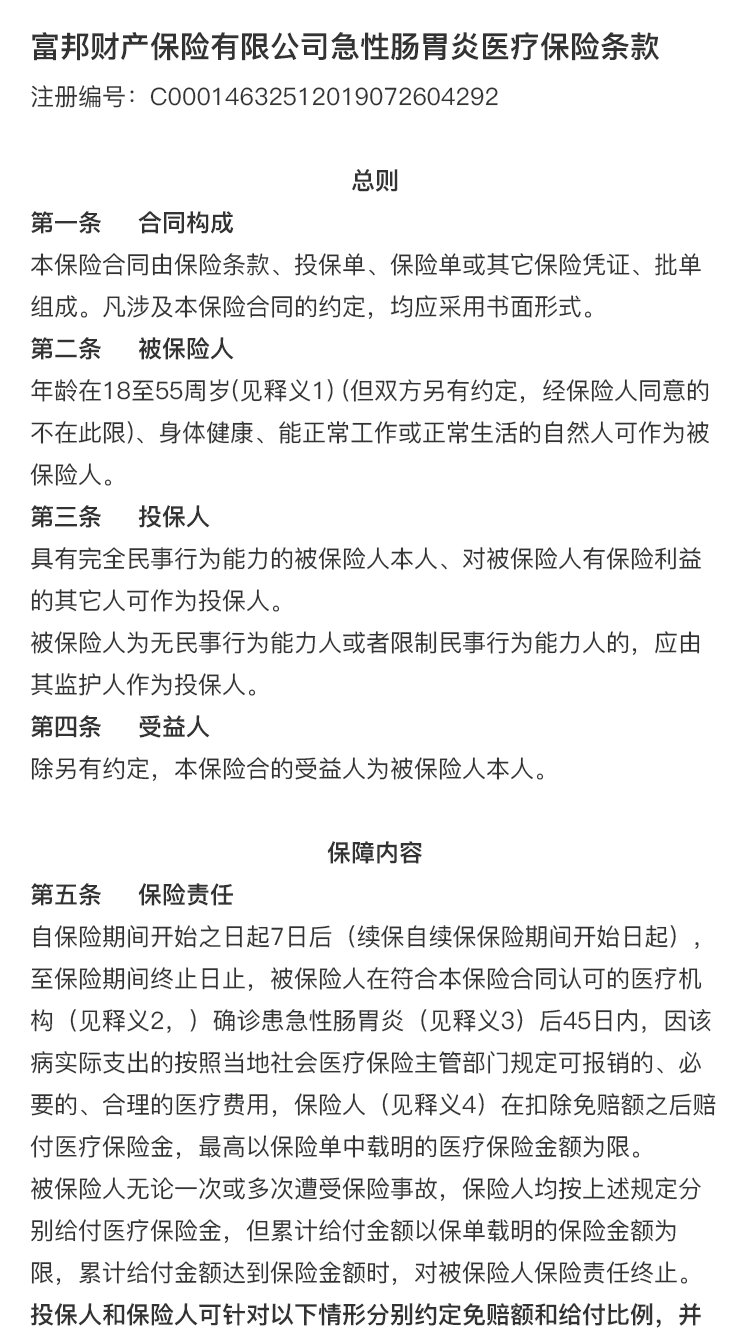 富邦财产保险有限公司急性肠胃炎医疗保险条款
注册编号：C00014632512019072604292
总则
第一条 合同构成
本保险合同由保险条款、投保单、保险单或其它保险凭证、批单
组成。凡涉及本保险合同的约定，均应采用书面形式。
第二条 被保险人
年龄在18至55周岁(见释义1) (但双方另有约定，经保险人同意的
不在此限)、身体健康、能正常工作或正常生活的自然人可作为被
保险人。
第三条 投保人
具有完全民事行为能力的被保险人本人、对被保险人有保险利益
的其它人可作为投保人。
被保险人为无民事行为能力人或者限制民事行为能力人的，应由
其监护人作为投保人。
第四条 受益人
除另有约定，本保险合的受益人为被保险人本人。
保障内容
第五条 保险责任
自保险期间开始之日起7日后（续保自续保保险期间开始日起），
至保险期间终止日止，被保险人在符合本保险合同认可的医疗机
构（见释义2，）确诊患急性肠胃炎（见释义3）后45日内，因该
病实际支出的按照当地社会医疗保险主管部门规定可报销的、必
要的、合理的医疗费用，保险人（见释义4）在扣除免赔额之后赔
付医疗保险金，最高以保险单中载明的医疗保险金额为限。
被保险人无论一次或多次遭受保险事故，保险人均按上述规定分
别给付医疗保险金，但累计给付金额以保单载明的保险金额为
限，累计给付金额达到保险金额时，对被保险人保险责任终止。
投保人和保险人可针对以下情形分别约定免赔额和给付比例，并